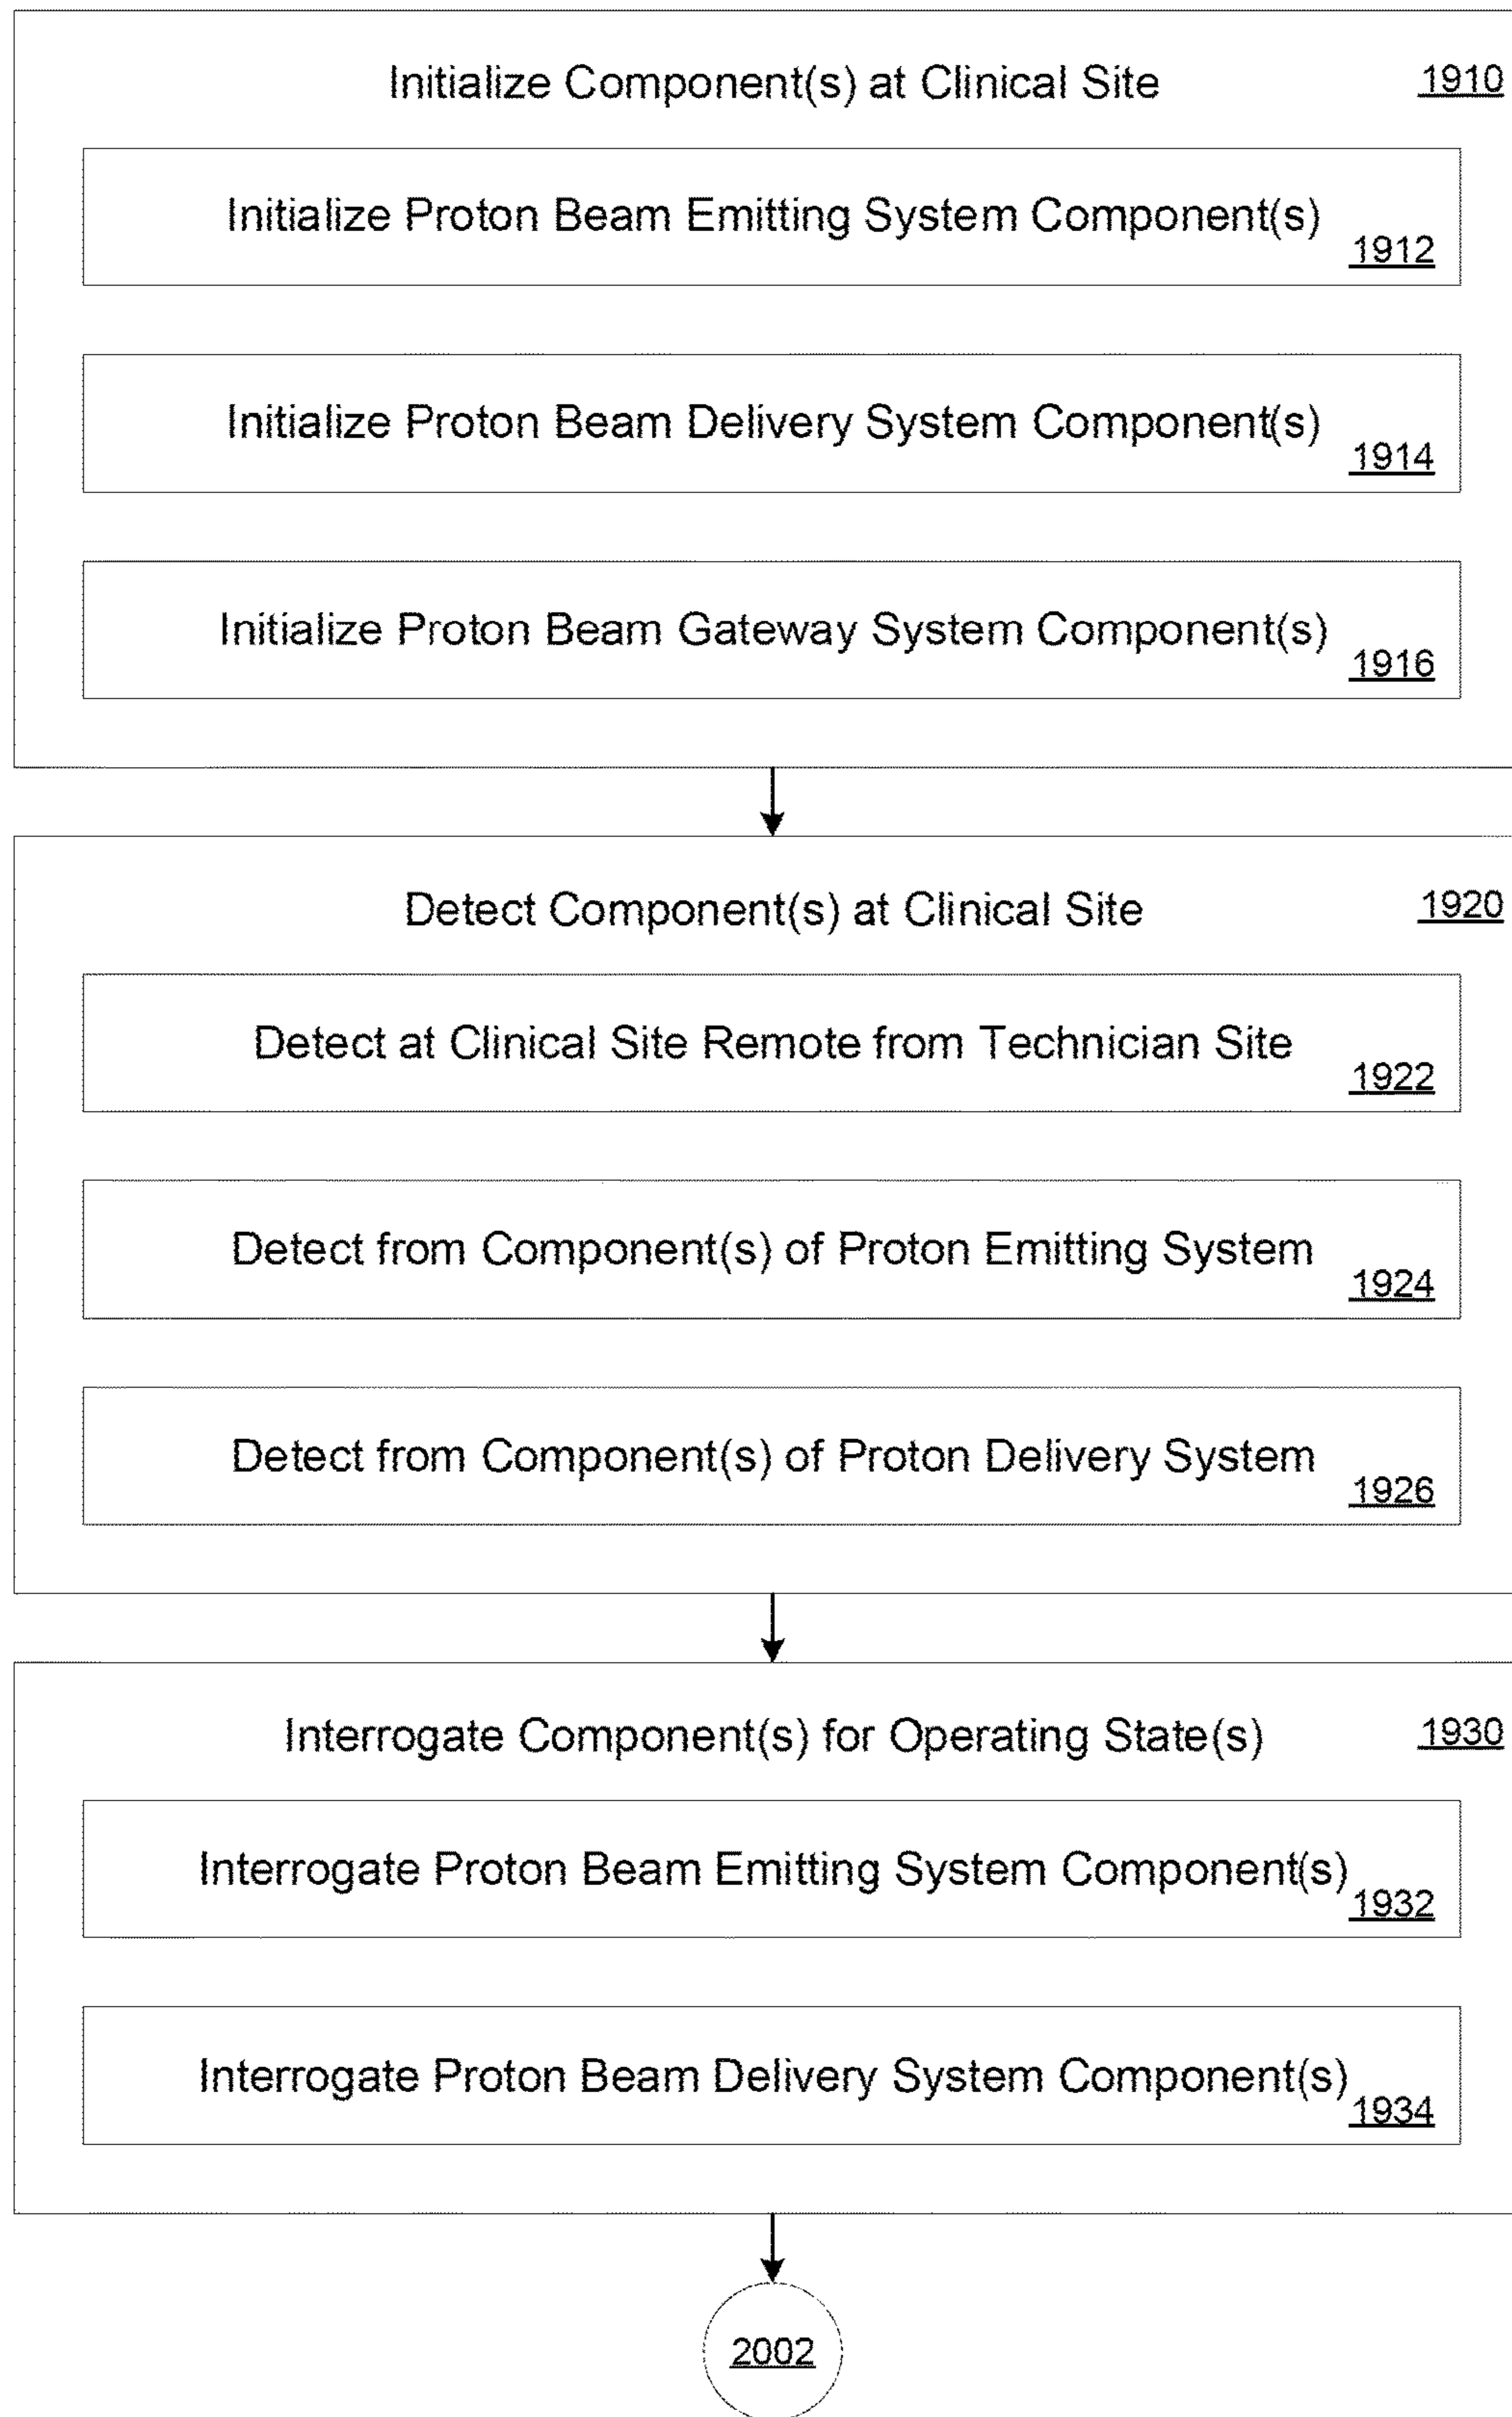 Initialize Component(s) at Clinical Site 1910
Initialize Proton Beam Emitting System Component(s)
1912
Initialize Proton Beam Delivery System Component(s)
1914
Initialize Proton Beam Gateway System Component(s)
1916
Detect Component(s) at Clinical Site 1920
Detect at Clinical Site Remote from Technician Site
1922
Detect from Component(s) of Proton Emitting System
1924
Detect from Component(s) of Proton Delivery System
1926
Interrogate Component(s) for Operating State(s) 1930
Interrogate Proton Beam Emitting System Component(s)
1932
Interrogate Proton Beam Delivery System Component(s)
1934
2002